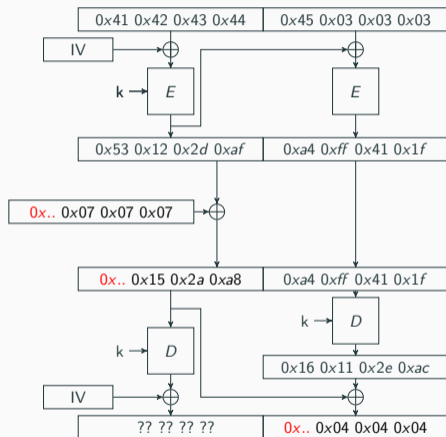 0x41 0x42 0x43 0x44 0x45 0x03 0x03 0x03
IV
k E E
0x53 0x12 0x2d 0xaf 0xa4 0xff 0x41 0x1f
0x.. 0x07 0x07 0x07
0x.. 0x15 0x2a 0xa8 0xa4 0xff 0x41 0x1f
k D
k D
0x16 0x11 0x2e 0xac
IV
?? ?? ?? ?? 0x.. 0x04 0x04 0x04